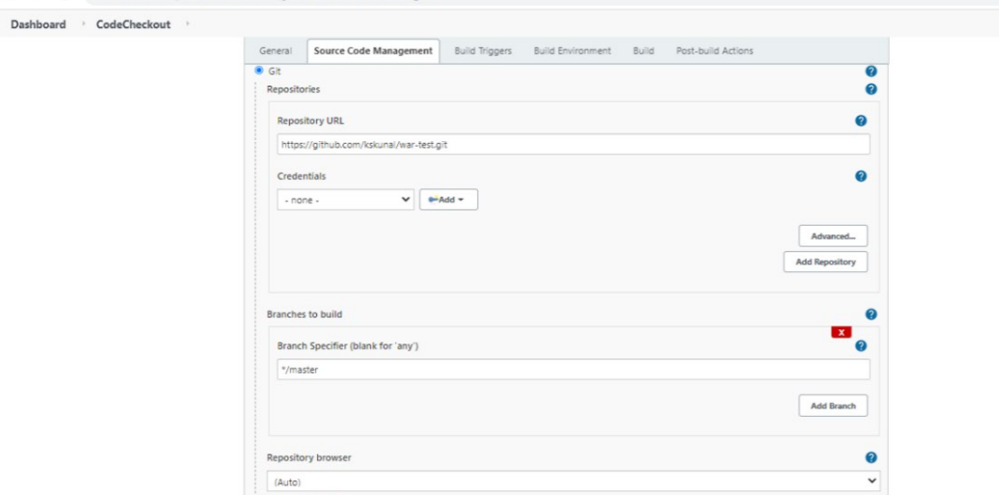 Dashboard CodeCheckout
General Source Code Management Build Triggers Build Environment Build Post-build Actions
Git
Repositories
Repository URL
https://github.com/kskunal/war-test.git
Credentials
- none - Add
Advanced...
Add Repository
Branches to build
X
Branch Specifier (blank for 'any')
*/master
Add Branch
Repository browser
(Auto)